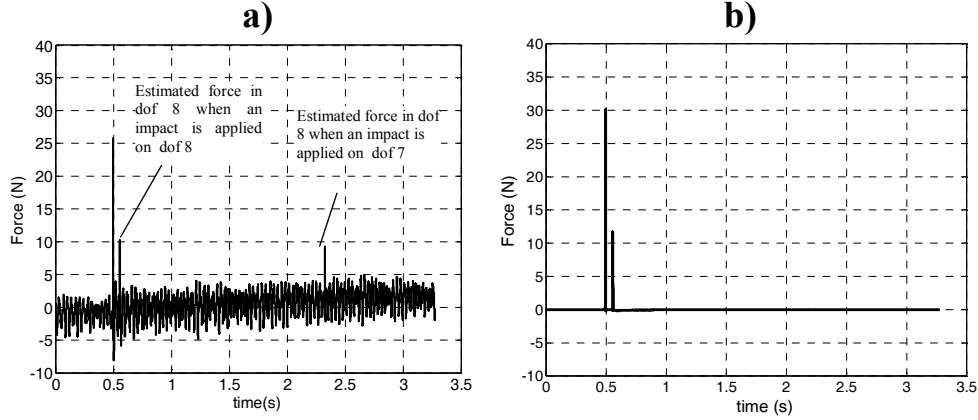 a)
40
35
30
25
20
15
10
5
0
-5
-10
Force (N)
Estimated force in
dof 8 when an
impact is applied
on dof 8
Estimated force in dof
8 when an impact is
applied on dof 7
0 0.5 1 1.5 2 2.5 3 3.5
time(s)
b)
40
35
30
25
20
15
10
5
0
-5
-10
Force (N)
0 0.5 1 1.5 2 2.5 3 3.5
time (s)